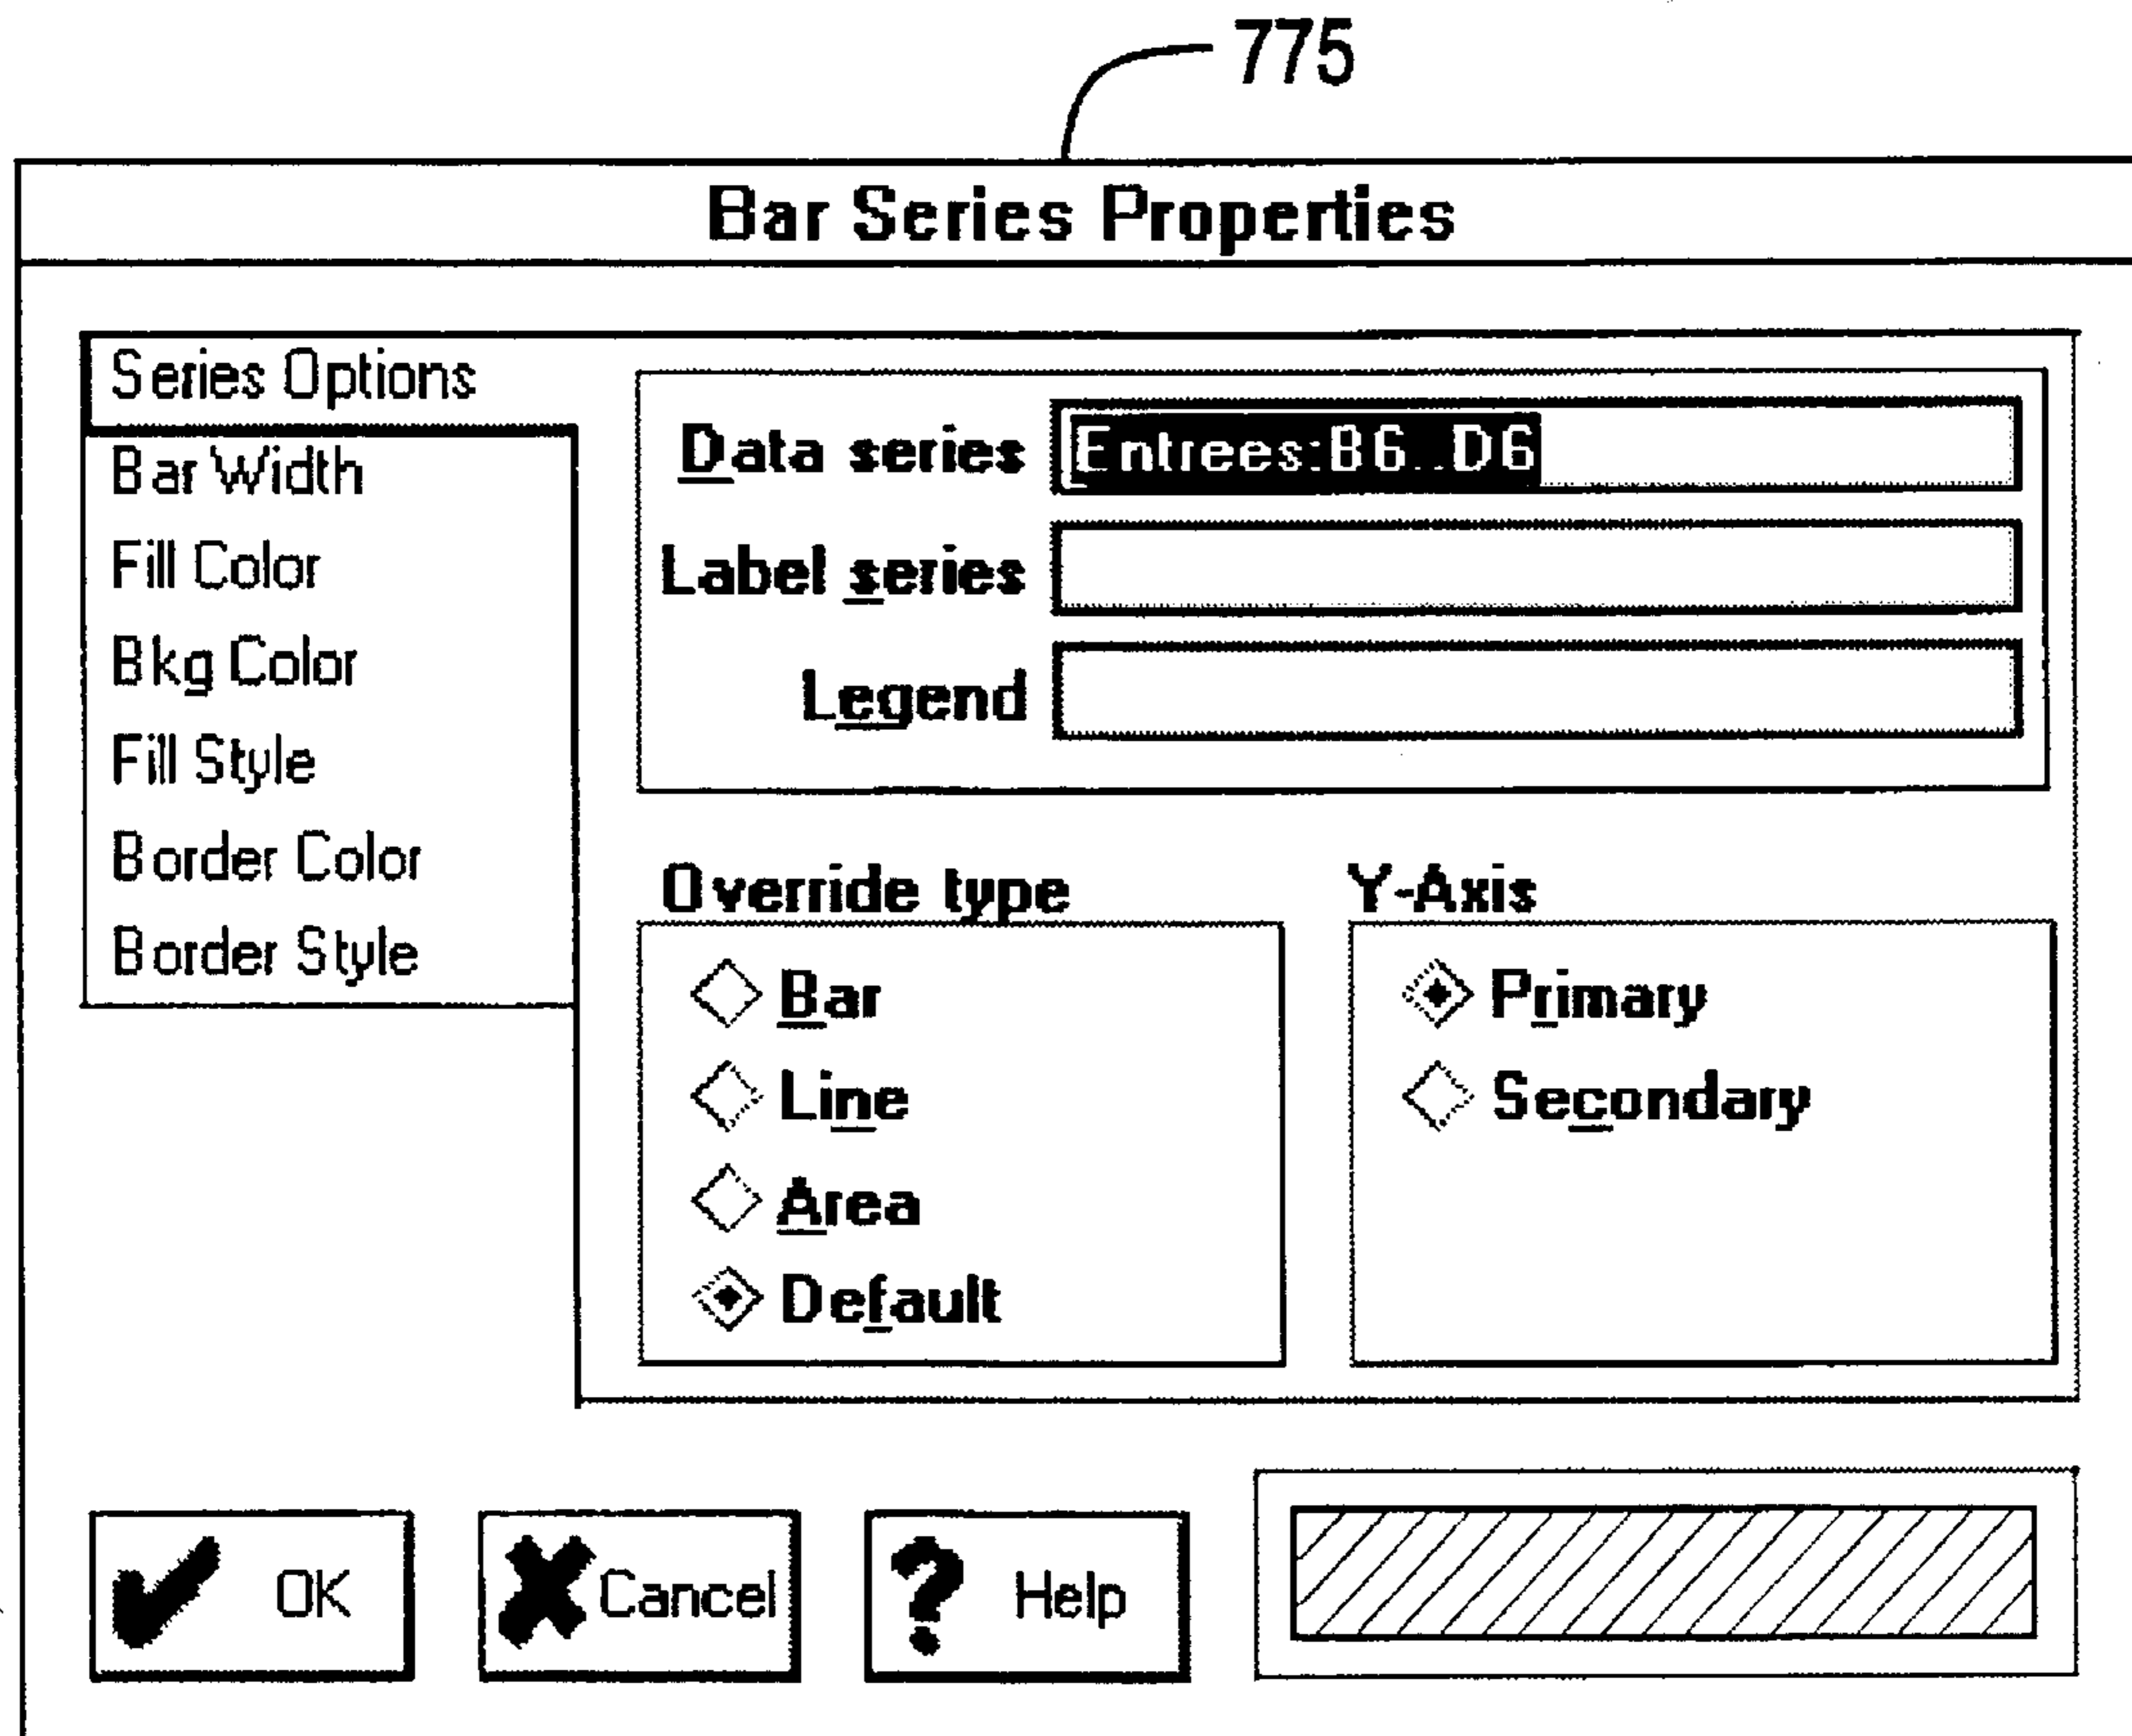 775
Bar Series Properties
Series Options
Bar Width
Fill Color
Bkg Color
Fill Style
Border Color
Border Style
Data series Entrees:B6..D6
Label series
Legend
Override type
Bar
Line
Area
Default
Y-Axis
Primary
Secondary
OK
Cancel
Help